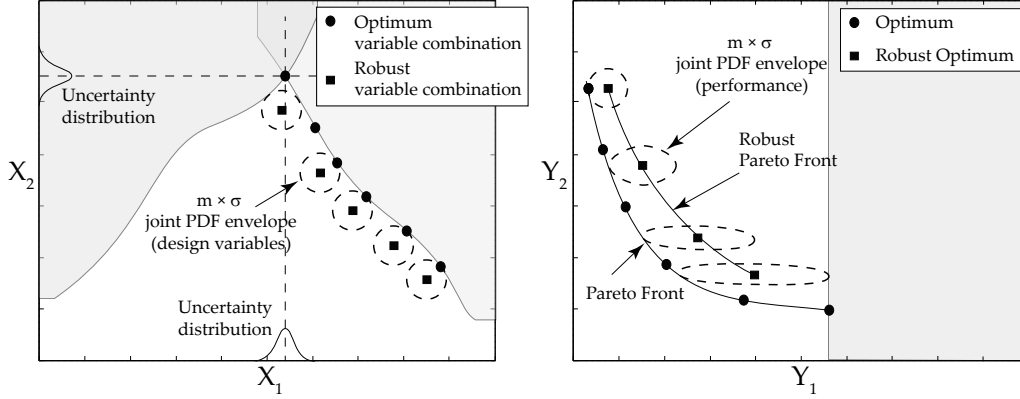 Optimum
variable combination
Robust
variable combination
Uncertainty
distribution
X2
m × σ
joint PDF envelope
(design variables)
Uncertainty
distribution
X1
Optimum
Robust Optimum
m × σ
joint PDF envelope
(performance)
Robust
Pareto Front
Y2
Pareto Front
Y1